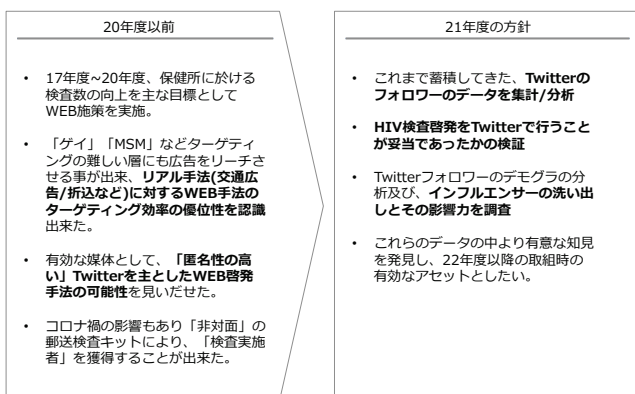 20年度以前
• 17年度~20年度、保健所に於ける
検査数の向上を主な目標として
WEB施策を実施。
• 「ゲイ」「MSM」などターゲティ
ングの難しい層にも広告をリーチさ
せる事が出来、リアル手法(交通広
告/折込など)に対するWEB手法の
ターゲティング効率の優位性を認識
出来た。
• 有効な媒体として、「匿名性の高
い」Twitterを主としたWEB啓発
手法の可能性を見いだせた。
• コロナ禍の影響もあり「非対面」の
郵送検査キットにより、「検査実施
者」を獲得することが出来た。
21年度の方針
• これまで蓄積してきた、Twitterの
フォロワーのデータを集計/分析
• HIV検査啓発をTwitterで行うこと
が妥当であったかの検証
• Twitterフォロワーのデモグラの分
析及び、インフルエンサーの洗い出
しとその影響力を調査
• これらのデータの中より有意な知見
を発見し、22年度以降の取組時の
有効なアセットとしたい。